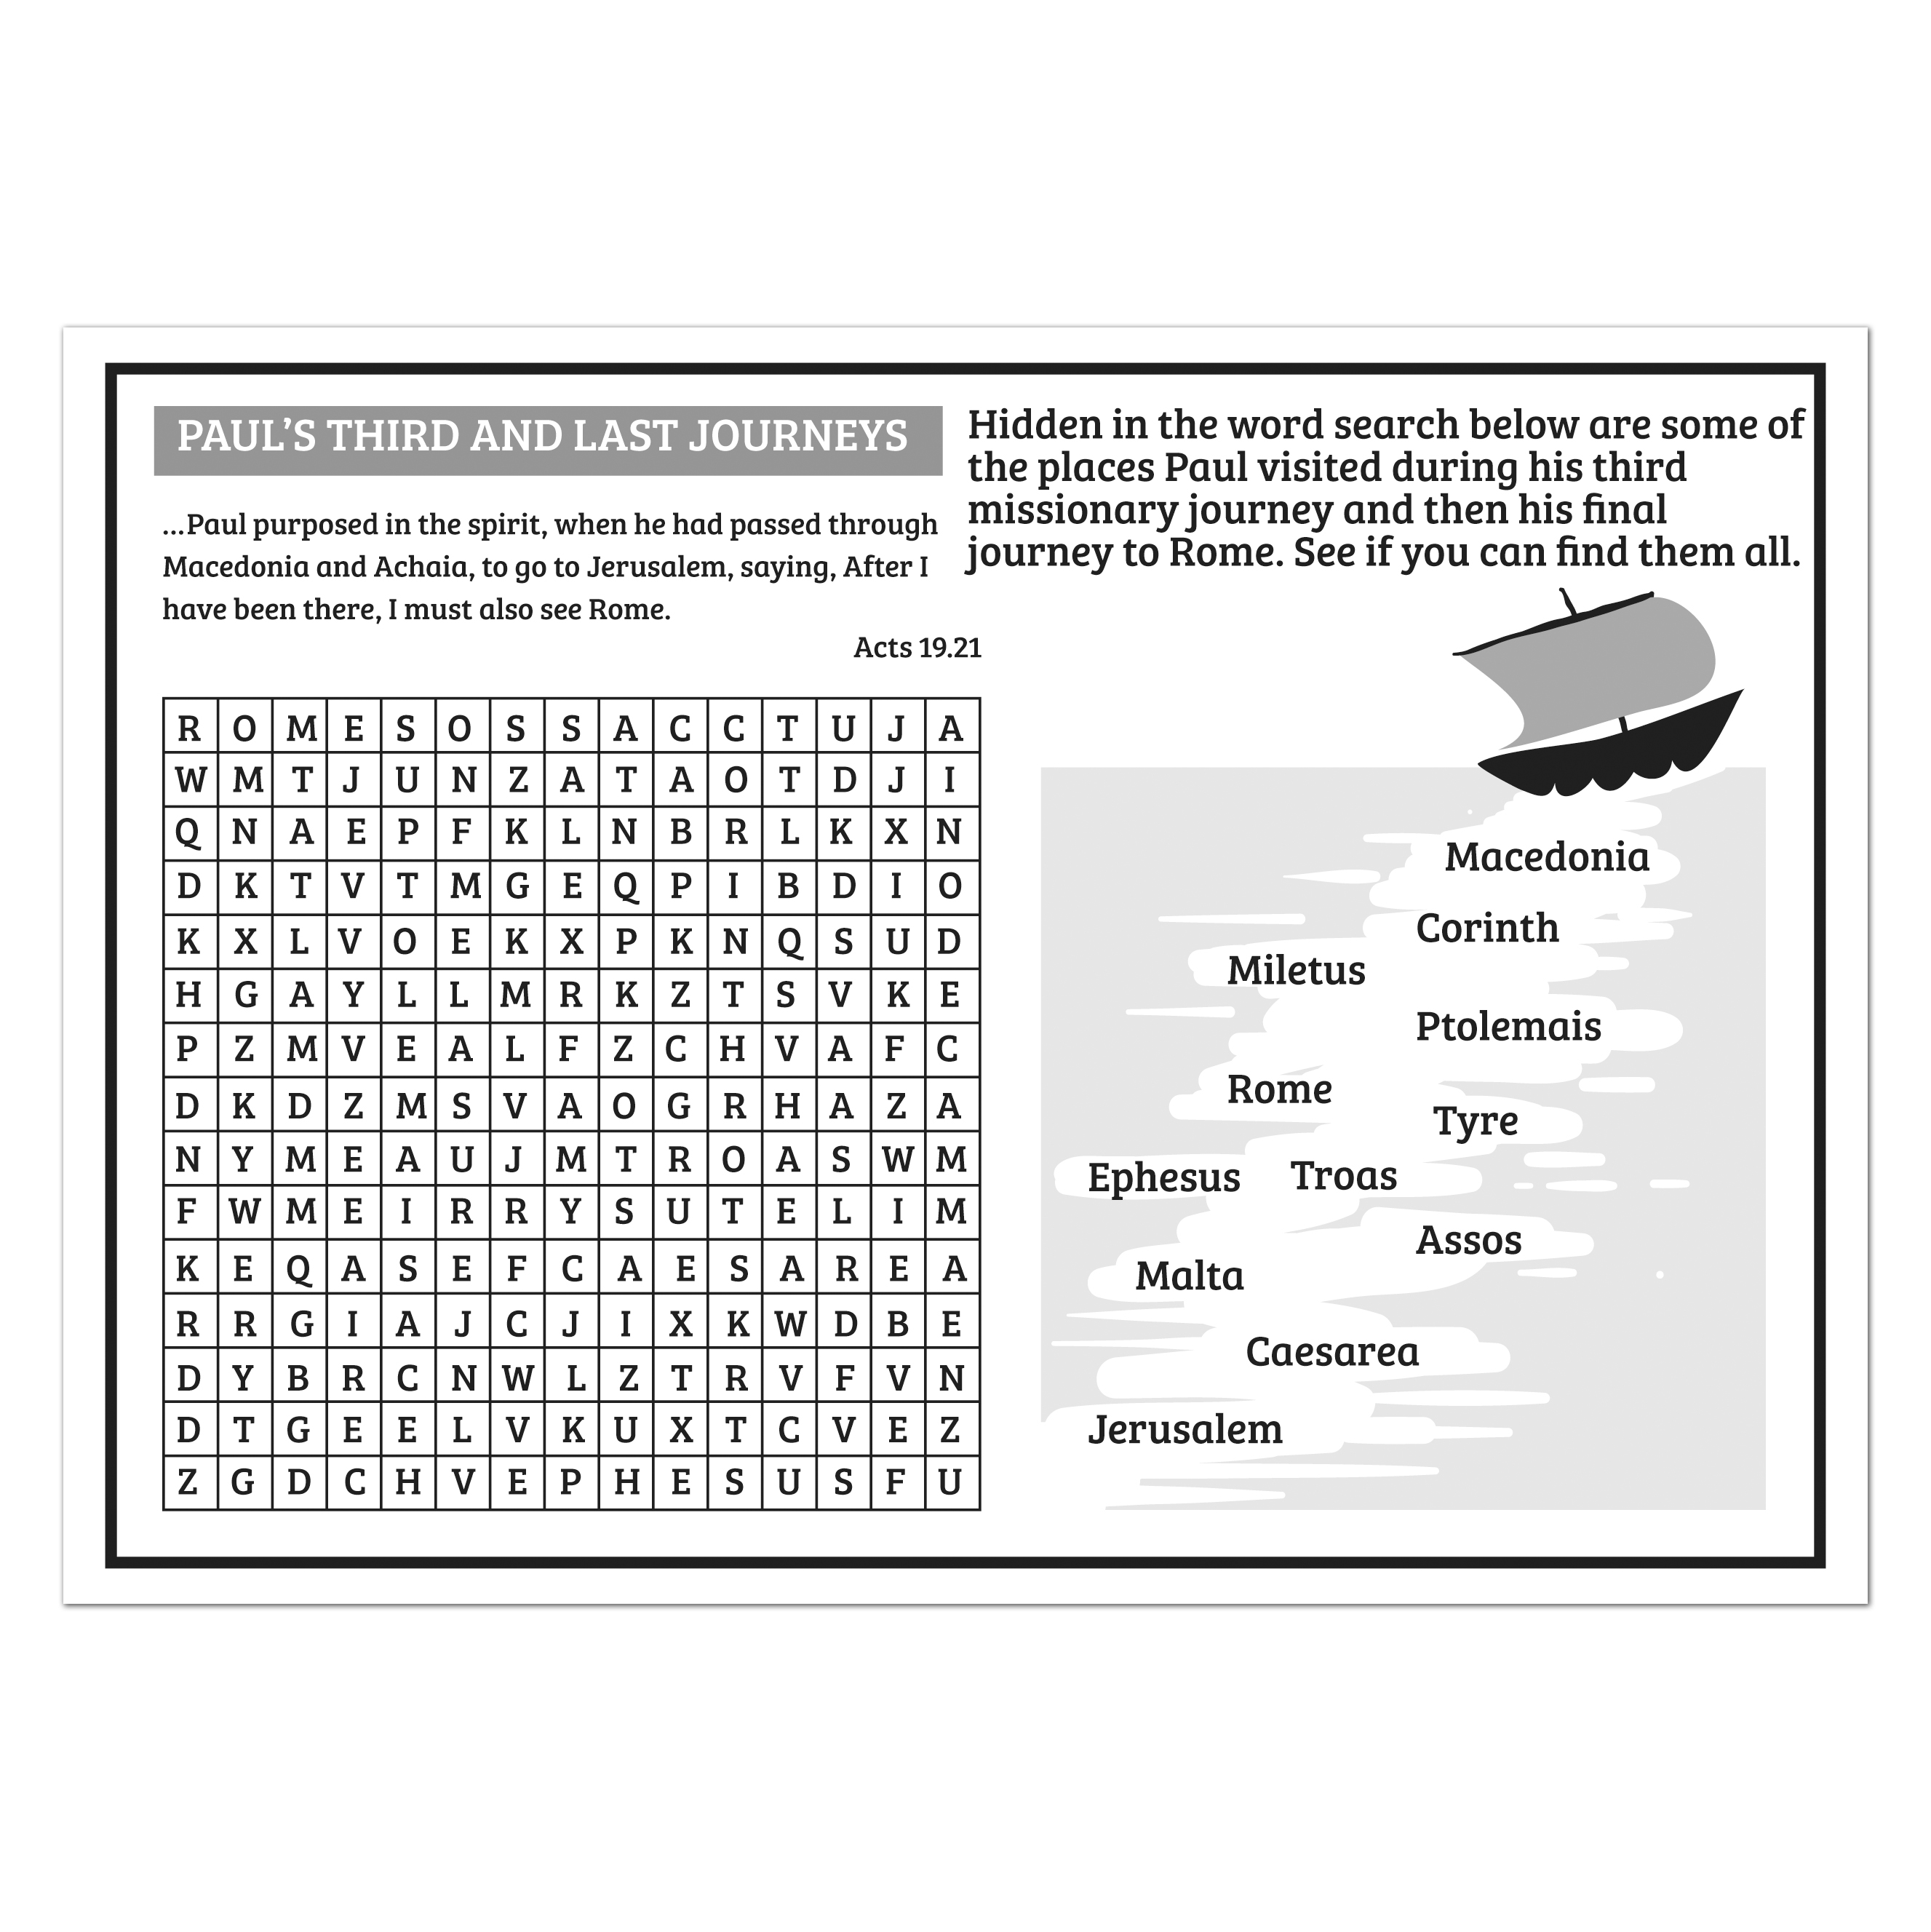 PAUL’S THIRD AND LAST JOURNEYS
...Paul purposed in the spirit, when he had passed through
Macedonia and Achaia, to go to Jerusalem, saying, After I
have been there, I must also see Rome.
Acts 19.21
Hidden in the word search below are some of
the places Paul visited during his third
missionary journey and then his final
journey to Rome. See if you can find them all.
R O M E S O S S A C C T U J A
W M T J U N Z A T A O T D J I
Q N A E P F K L N B R L K X N
D K T V T M G E Q P I B D I O
K X L V O E K X P K N Q S U D
H G A Y L L M R K Z T S V K E
P Z M V E A L F Z C H V A F C
D K D Z M S V A O G R H A Z A
N Y M E A U J M T R O A S W M
F W M E I R R Y S U T E L I M
K E Q A S E F C A E S A R E A
R R G I A J C J I X K W D B E
D Y B R C N W L Z T R V F V N
D T G E E L V K U X T C V E Z
Z G D C H V E P H E S U S F U
Macedonia
Corinth
Miletus
Ptolemais
Rome
Tyre
Ephesus Troas
Assos
Malta
Caesarea
Jerusalem